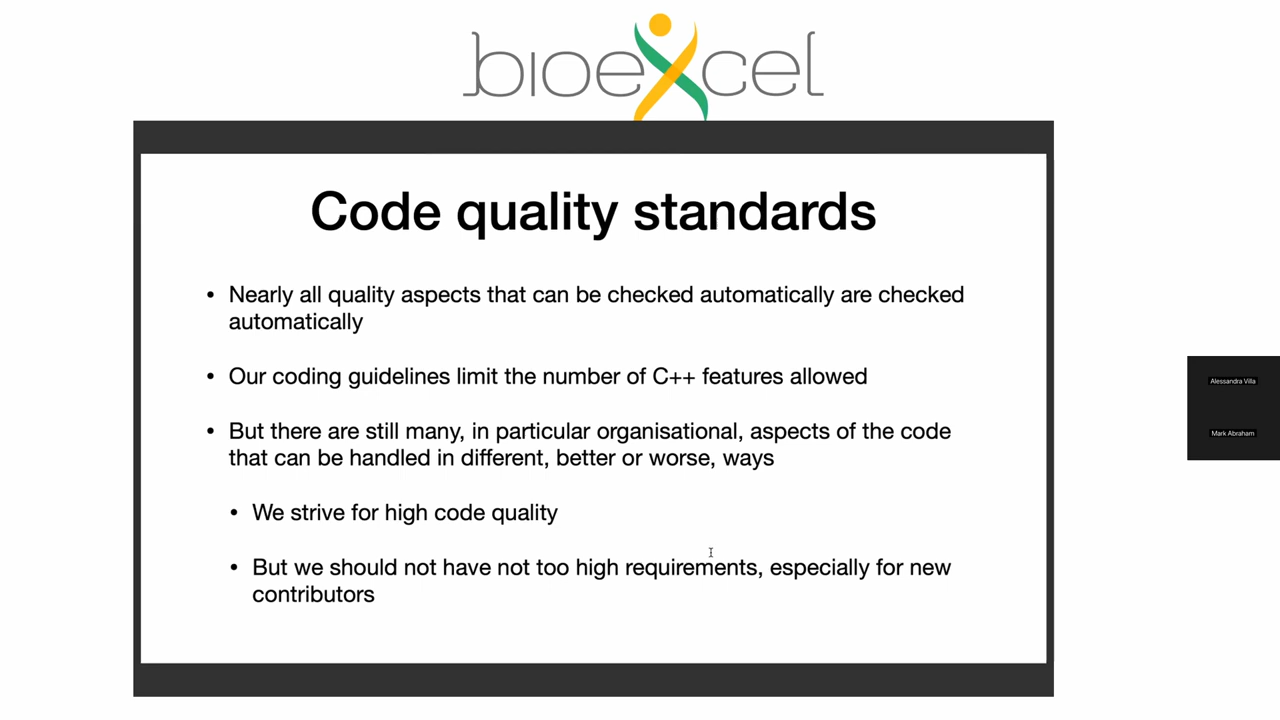 bioexcel
Code quality standards
• Nearly all quality aspects that can be checked automatically are checked
automatically
• Our coding guidelines limit the number of C++ features allowed
• But there are still many, in particular organisational, aspects of the code
that can be handled in different, better or worse, ways
• We strive for high code quality
• But we should not have not too high requirements, especially for new
contributors
Alessandra Villa
Mark Abraham